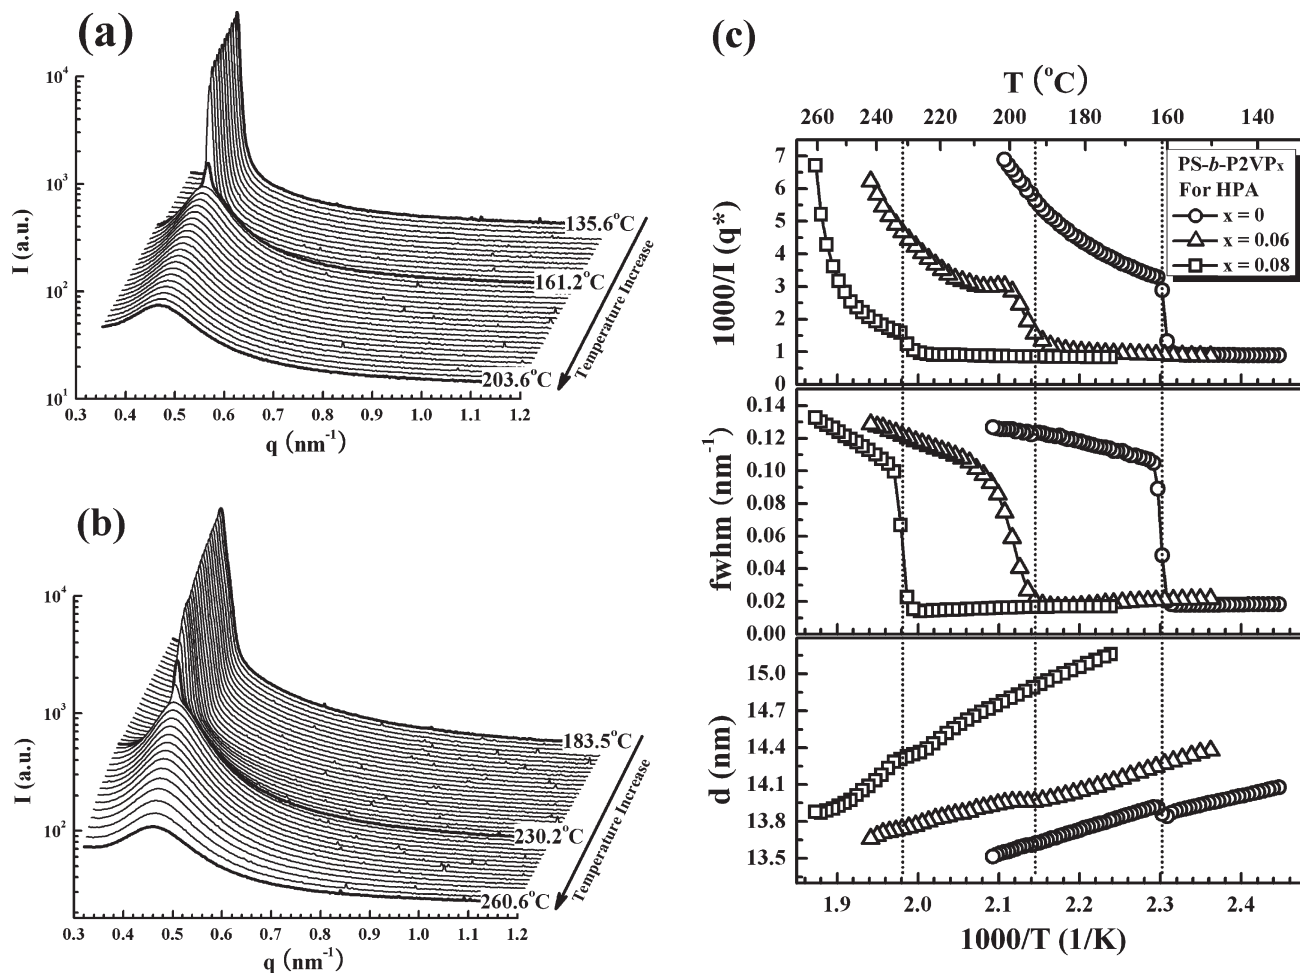 (a)
I (a.u.)
10⁴
10³
10²
10¹
135.6°C
161.2°C
203.6°C
Temperature Increase
0.3 0.4 0.5 0.6 0.7 0.8 0.9 1.0 1.1 1.2
q (nm⁻¹)
(b)
I (a.u.)
10⁴
10³
10²
183.5°C
230.2°C
260.6°C
Temperature Increase
0.3 0.4 0.5 0.6 0.7 0.8 0.9 1.0 1.1 1.2
q (nm⁻¹)
(c)
T (°C)
260 240 220 200 180 160 140
1000/I (q*)
7
6
5
4
3
2
1
0
PS-b-P2VPx
For HPA
x = 0
x = 0.06
x = 0.08
fwhm (nm⁻¹)
0.14
0.12
0.10
0.08
0.06
0.04
0.02
0.00
d (nm)
15.0
14.7
14.4
14.1
13.8
13.5
1.9 2.0 2.1 2.2 2.3 2.4
1000/T (1/K)